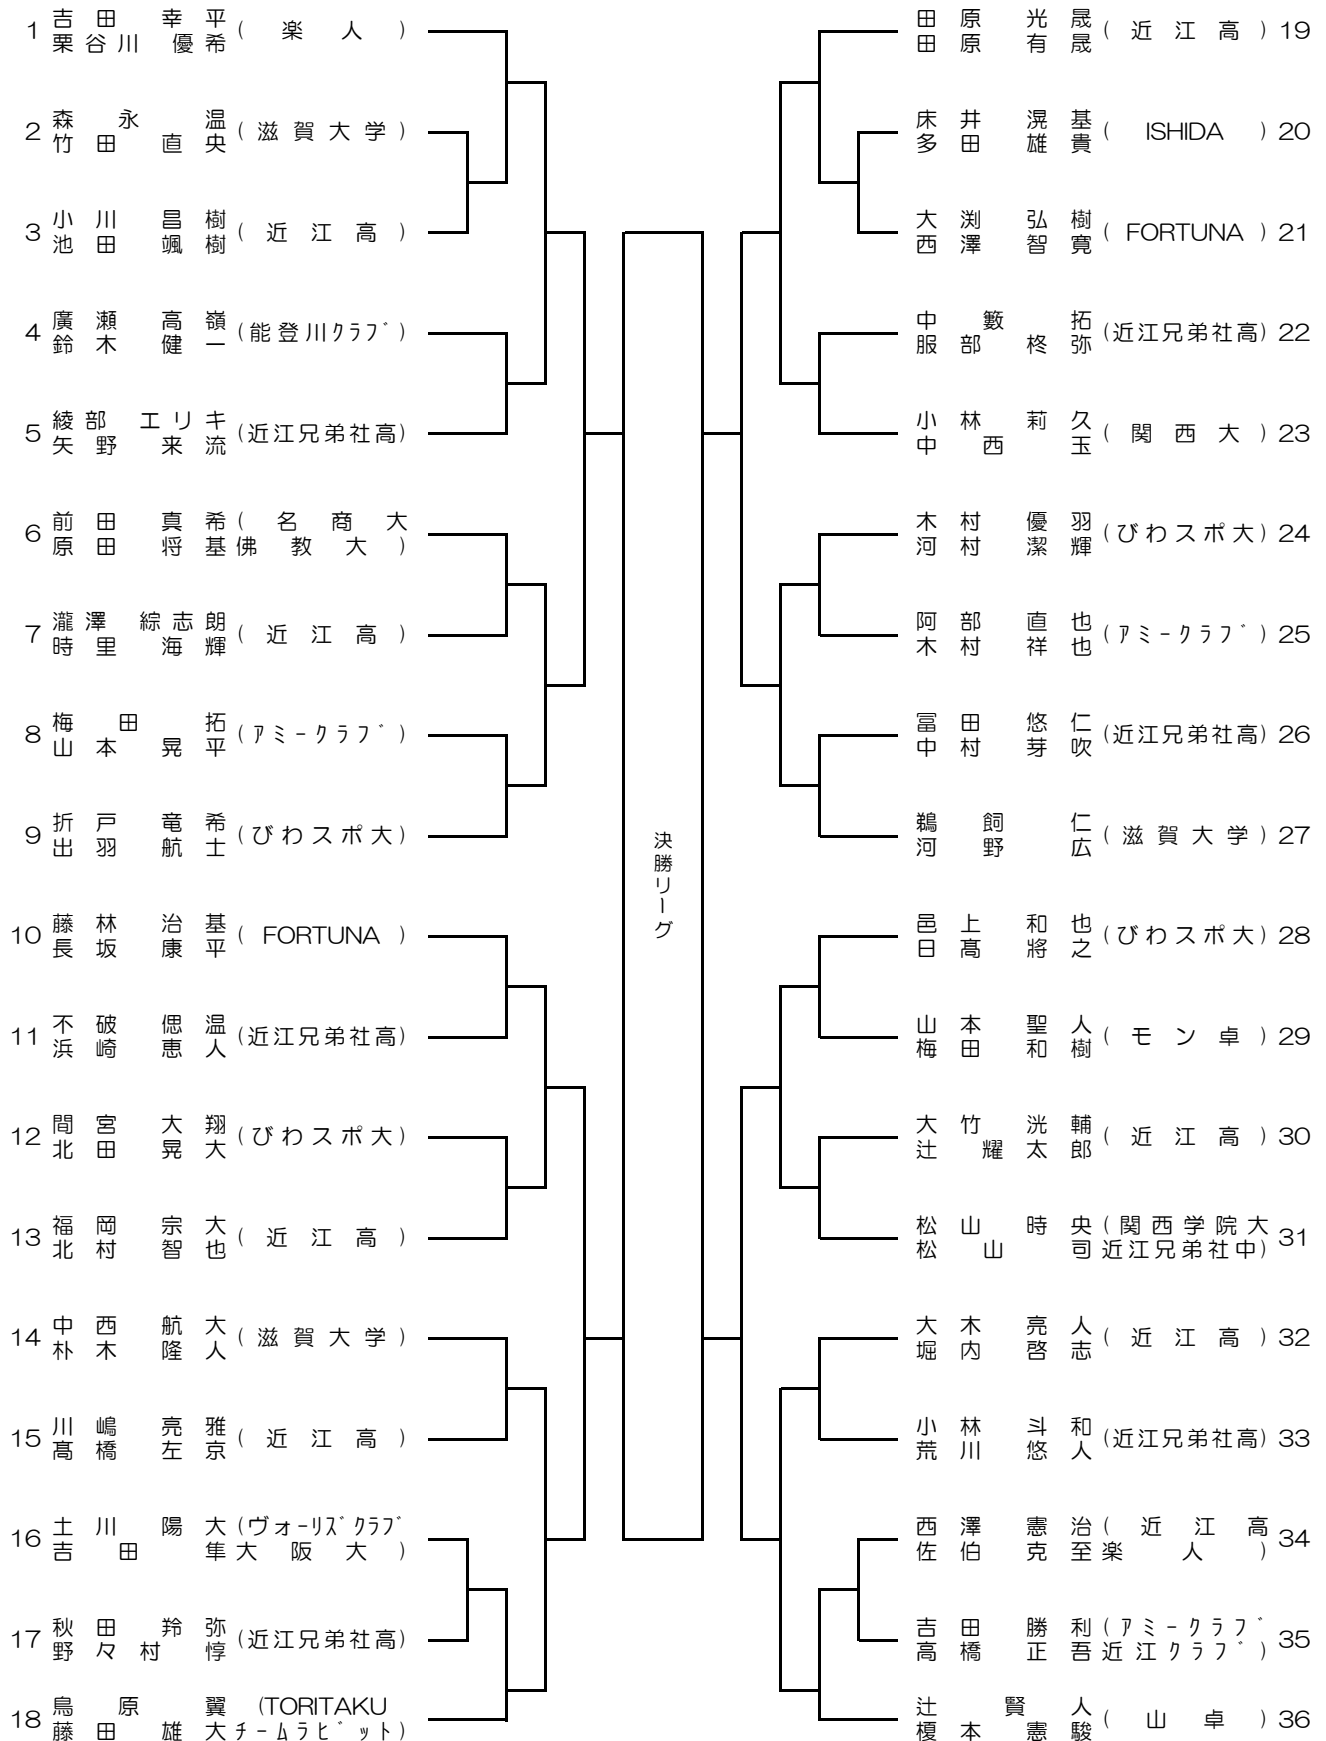 1 吉田 幸平 (楽人)
栗谷川 優希
2 森永 温 (滋賀大学)
竹田 直央
3 小川 昌樹 (近江高)
池田 颯樹
4 廣瀬 高嶺 (能登川ｸﾗﾌﾞ)
鈴木 健一
5 綾部 エリキ (近江兄弟社高)
矢野 来流
6 前田 真希 (名商大
原田 将基 佛教大)
7 瀧澤 綜志朗 (近江高)
時里 海輝
8 梅田 拓 (ｱﾐｰｸﾗﾌﾞ)
山本 晃平
9 折戸 竜希 (びわスポ大)
出羽 航士
10 藤林 治基 (FORTUNA)
長坂 康平
11 不破 偲温 (近江兄弟社高)
浜崎 恵人
12 間宮 大翔 (びわスポ大)
北田 晃大
13 福岡 宗大 (近江高)
北村 智也
14 中西 航大 (滋賀大学)
朴木 隆人
15 川嶋 亮雅 (近江高)
髙橋 左京
16 土川 陽大 (ヴォｰﾘｽﾞｸﾗﾌﾞ
吉田 隼 大阪大)
17 秋田 羚弥 (近江兄弟社高)
野々村 惇
18 鳥原 翼 (TORITAKU
藤田 雄大 ﾁｰﾑﾗﾋﾞｯﾄ)
決勝リーグ
田原 光晟 (近江高) 19
田原 有晟
床井 滉基 (ISHIDA) 20
多田 雄貴
大渕 弘樹 (FORTUNA) 21
西澤 智寛
中籔 拓 (近江兄弟社高) 22
服部 柊弥
小林 莉久 (関西大) 23
中西 玉
木村 優羽 (びわスポ大) 24
河村 潔輝
阿部 直也 (ｱﾐｰｸﾗﾌﾞ) 25
木村 祥也
冨田 悠仁 (近江兄弟社高) 26
中村 芽吹
鵜飼 仁 (滋賀大学) 27
河野 広
邑上 和也 (びわスポ大) 28
日髙 將之
山本 聖人 (モン卓) 29
梅田 和樹
大竹 洸輔 (近江高) 30
辻 耀太郎
松山 時央 (関西学院大 31
松山 司 近江兄弟社中)
大木 亮人 (近江高) 32
堀内 啓志
小林 斗和 (近江兄弟社高) 33
荒川 悠人
西澤 憲治 (近江高 34
佐伯 克至 楽人)
吉田 勝利 (ｱﾐｰｸﾗﾌﾞ 35
高橋 正吾 近江ｸﾗﾌﾞ)
辻 賢人 (山卓) 36
榎本 憲駿